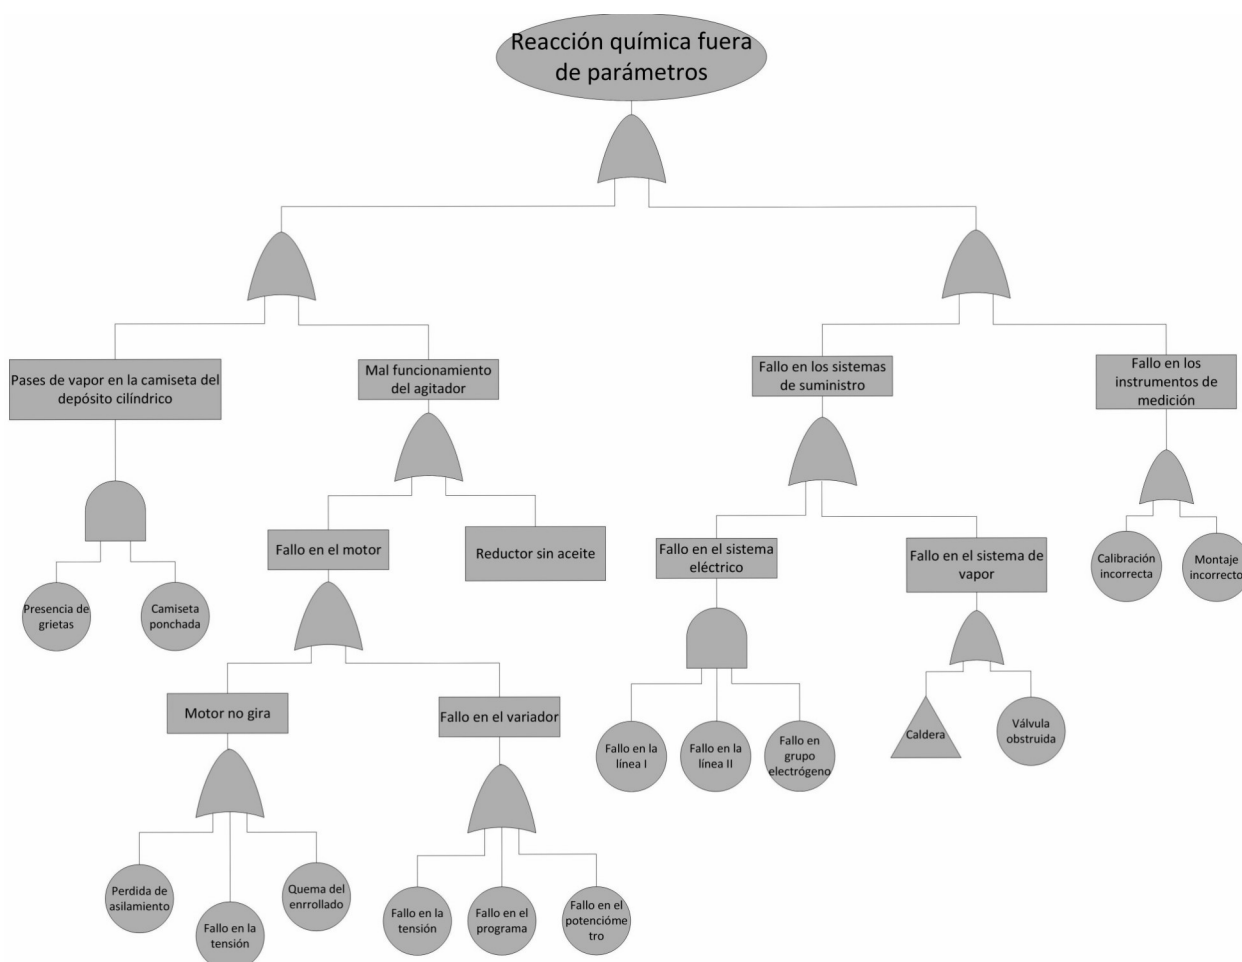 Reacción química fuera
de parámetros
Pases de vapor en la camiseta del
depósito cilíndrico
Mal funcionamiento
del agitador
Fallo en los sistemas
de suministro
Fallo en los
instrumentos de
medición
Fallo en el motor
Reductor sin aceite
Fallo en el sistema
eléctrico
Fallo en el sistema de
vapor
Calibración
incorrecta
Montaje
incorrecto
Presencia de
grietas
Camiseta
ponchada
Motor no gira
Fallo en el variador
Fallo en la
línea I
Fallo en la
línea II
Fallo en
grupo
electrógeno
Caldera
Válvula
obstruida
Perdida de
asilamiento
Fallo en la
tensión
Quema del
enrrollado
Fallo en la
tensión
Fallo en el
programa
Fallo en el
potencióme
tro